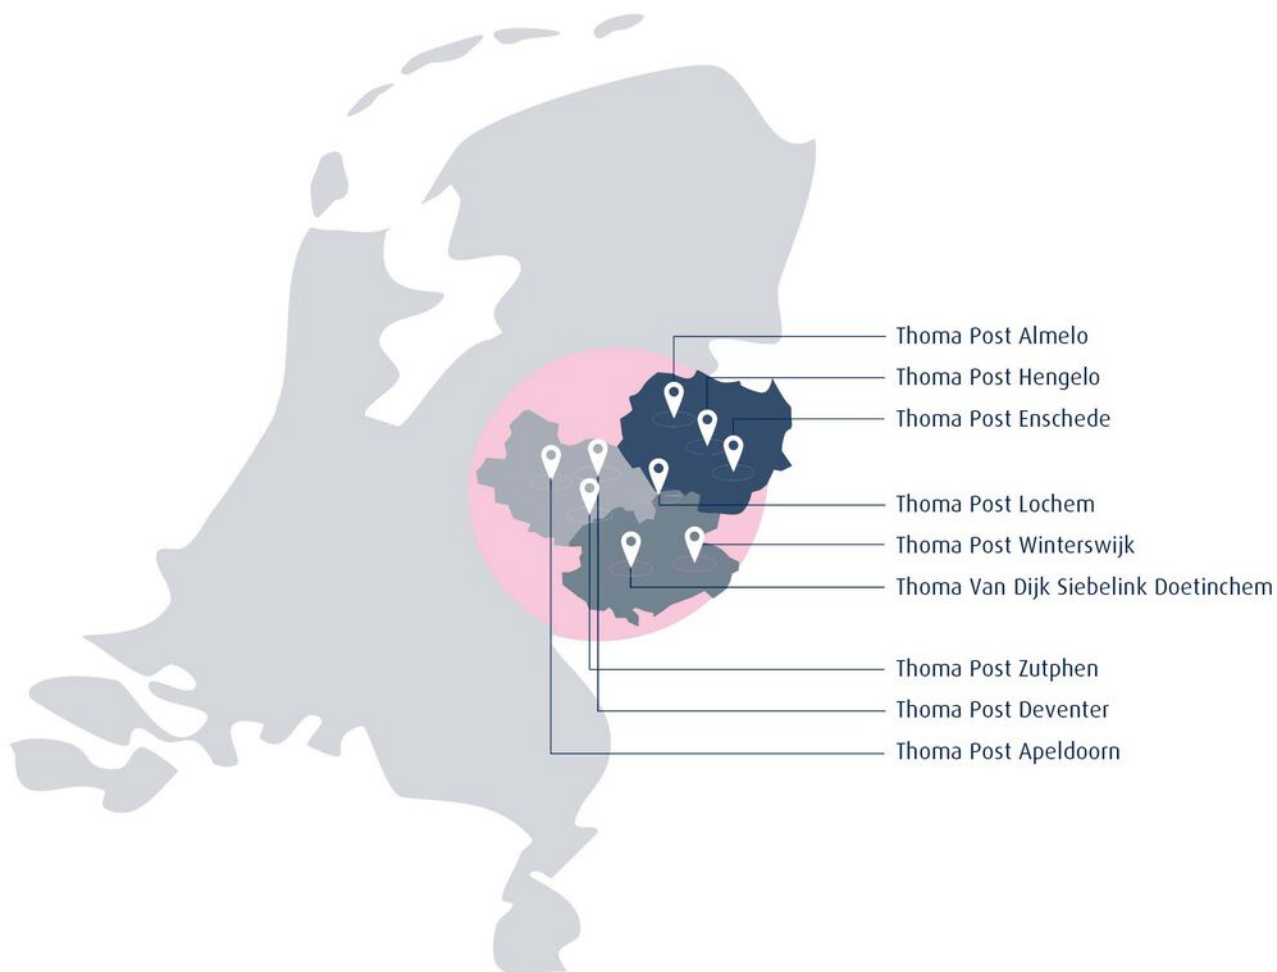 Thoma Post Almelo
Thoma Post Hengelo
Thoma Post Enschede
Thoma Post Lochem
Thoma Post Winterswijk
Thoma Van Dijk Siebelink Doetinchem
Thoma Post Zutphen
Thoma Post Deventer
Thoma Post Apeldoorn